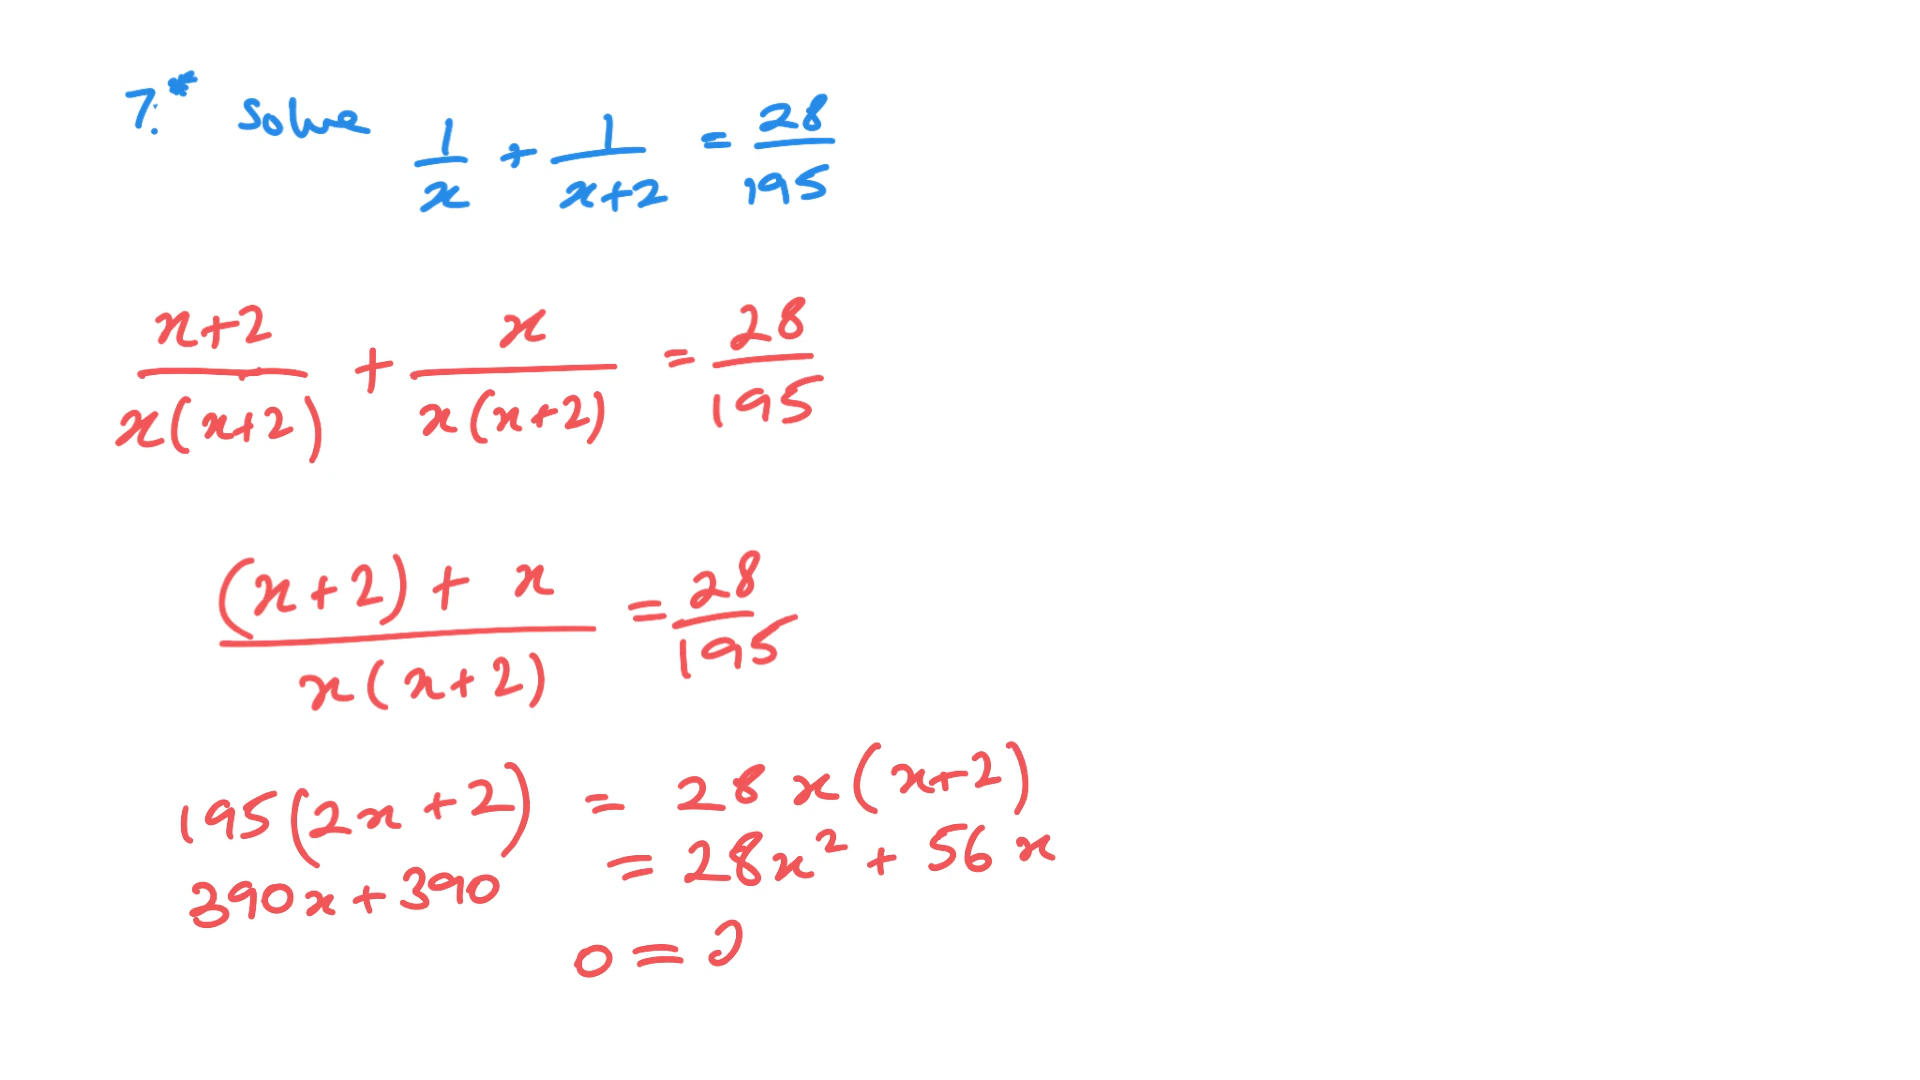 7.* Solve 1/x + 1/(x+2) = 28/195
x+2/x(x+2) + x/x(x+2) = 28/195
(x+2) + x/x(x+2) = 28/195
195(2x+2) = 28x(x+2)
390x+390 = 28x² + 56x
0 =